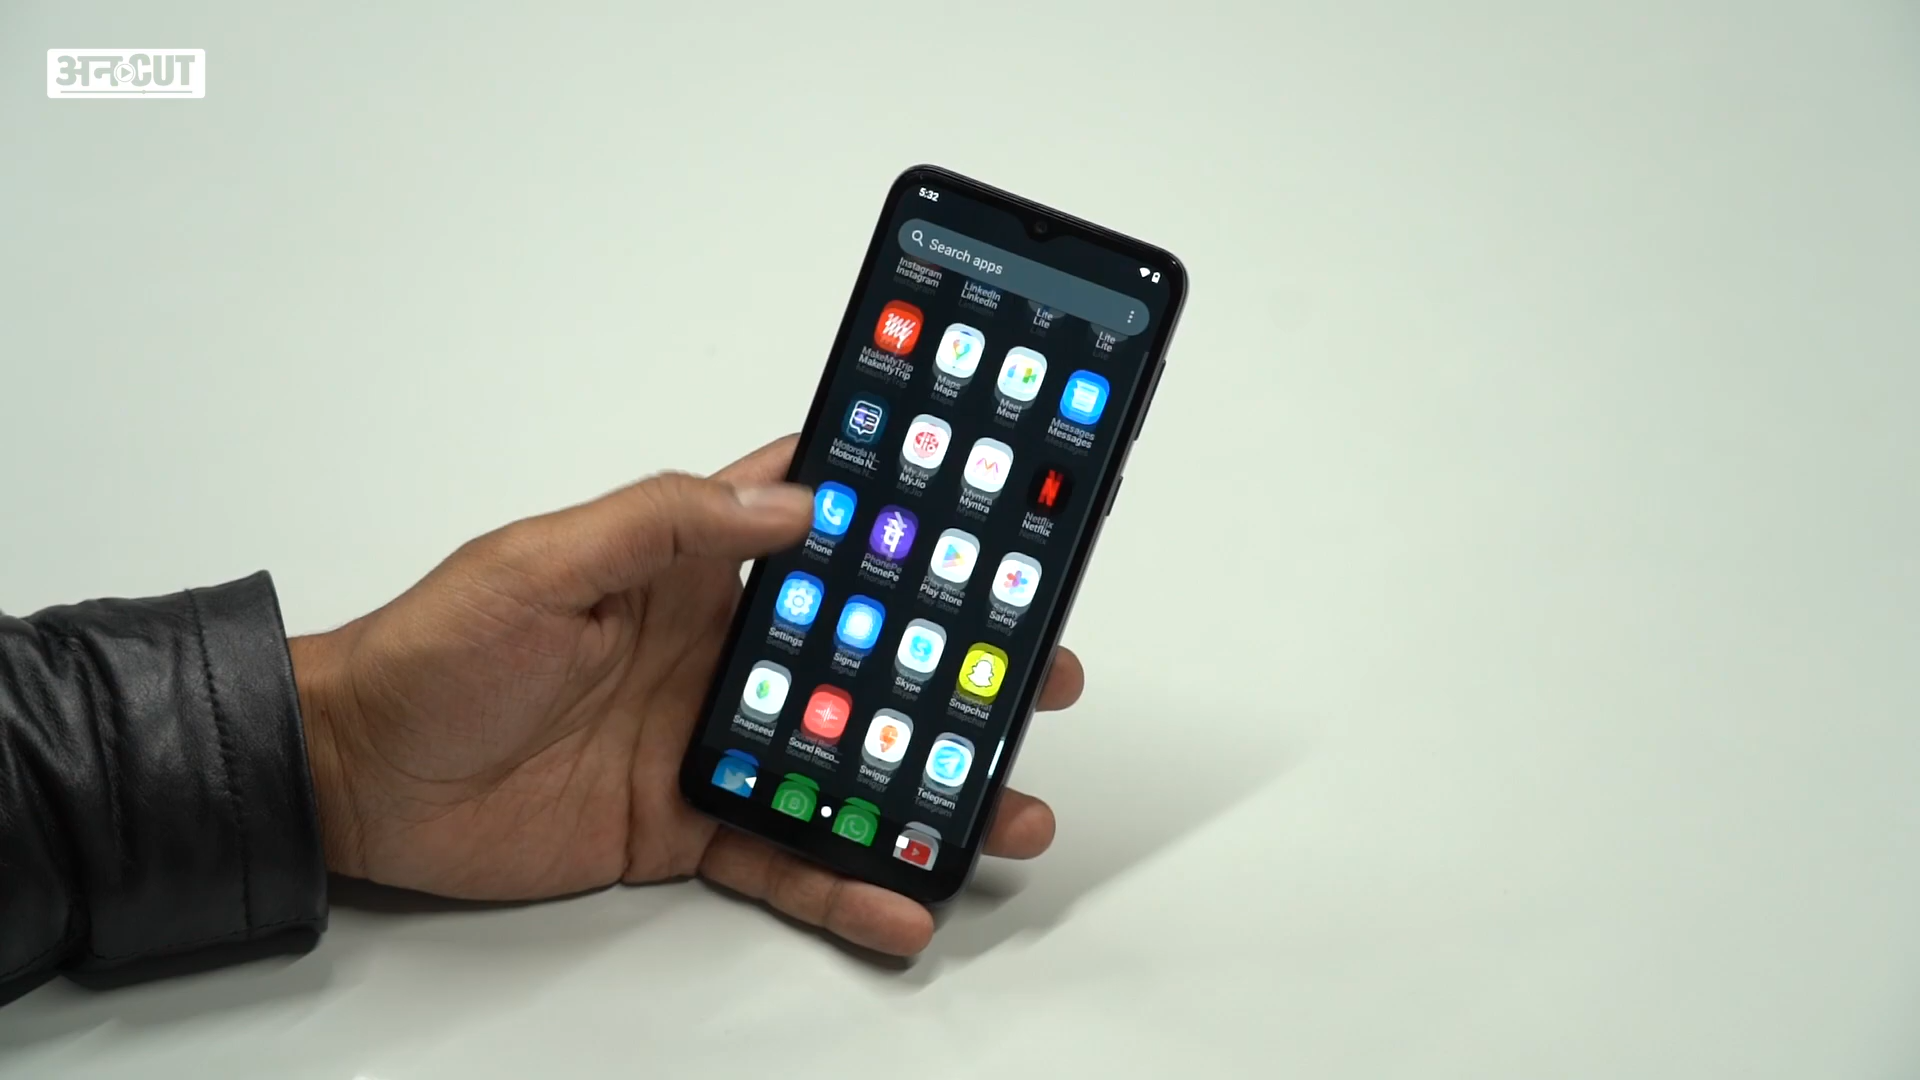 अनCUT
5:32
Search apps
Instagram
LinkedIn
Lite
Lite
MakeMyTrip
Maps
Meet
Messages
Motorola N...
MyJio
Myntra
Netflix
Phone
PhonePe
Play Store
Safety
Settings
Signal
Skype
Snapchat
Snapseed
Sound Reco...
Swiggy
Telegram